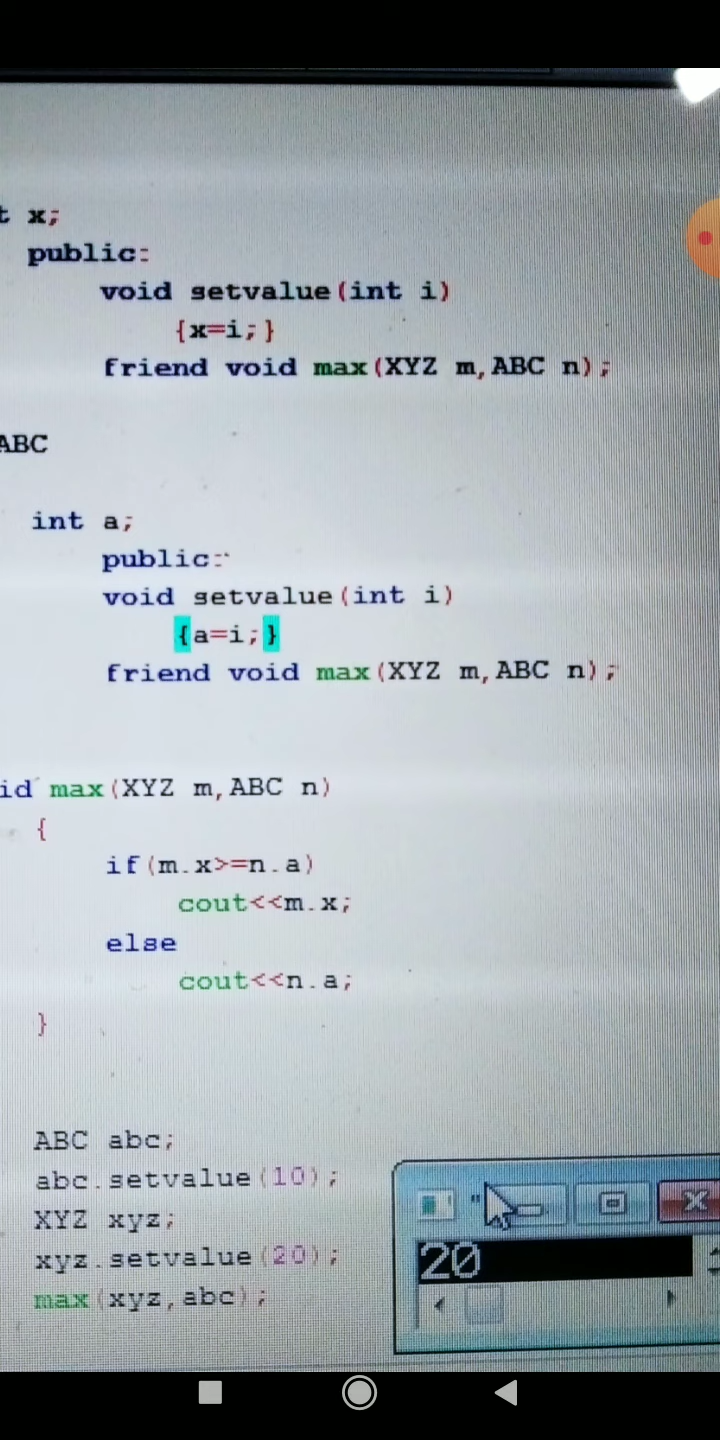 t x;
public:
void setvalue(int i)
{x=i;}
friend void max(XYZ m,ABC n);
ABC
int a;
public:
void setvalue(int i)
{a=i;}
friend void max(XYZ m,ABC n);
id max(XYZ m,ABC n)
{
if(m.x>=n.a)
cout<<m.x;
else
cout<<n.a;
}
ABC abc;
abc.setvalue(10);
XYZ xyz;
xyz.setvalue(20);
max(xyz,abc);
"
20